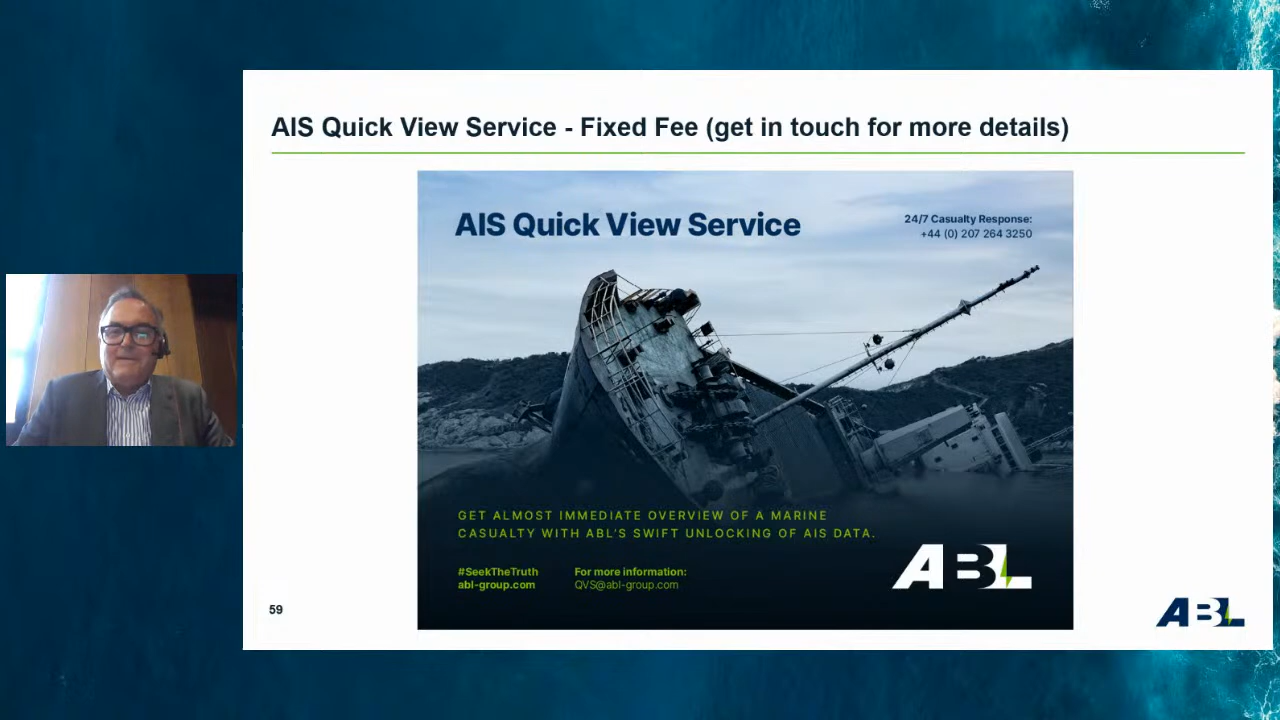 AIS Quick View Service - Fixed Fee (get in touch for more details)
AIS Quick View Service
24/7 Casualty Response:
+44 (0) 207 264 3250
GET ALMOST IMMEDIATE OVERVIEW OF A MARINE
CASUALTY WITH ABL'S SWIFT UNLOCKING OF AIS DATA.
#SeekTheTruth
abl-group.com
For more information:
QVS@abl-group.com
ABL
59
ABL